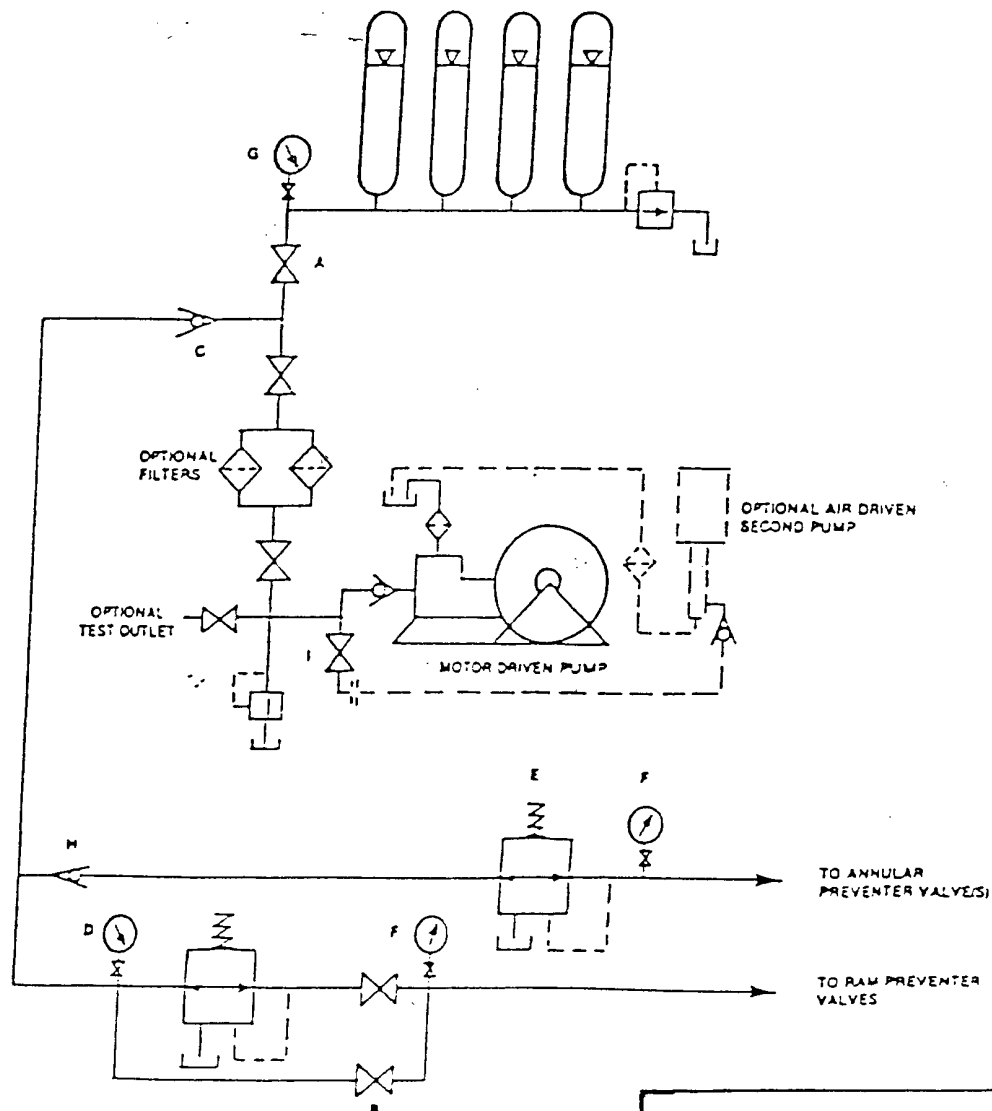 G
A
C
OPTIONAL
FILTERS
OPTIONAL AIR DRIVEN
SECOND PUMP
OPTIONAL
TEST OUTLET
I
MOTOR DRIVEN PUMP
E
F
H
TO ANNULAR
PREVENTER VALVE(S)
D
F
TO RAM PREVENTER
VALVES
B